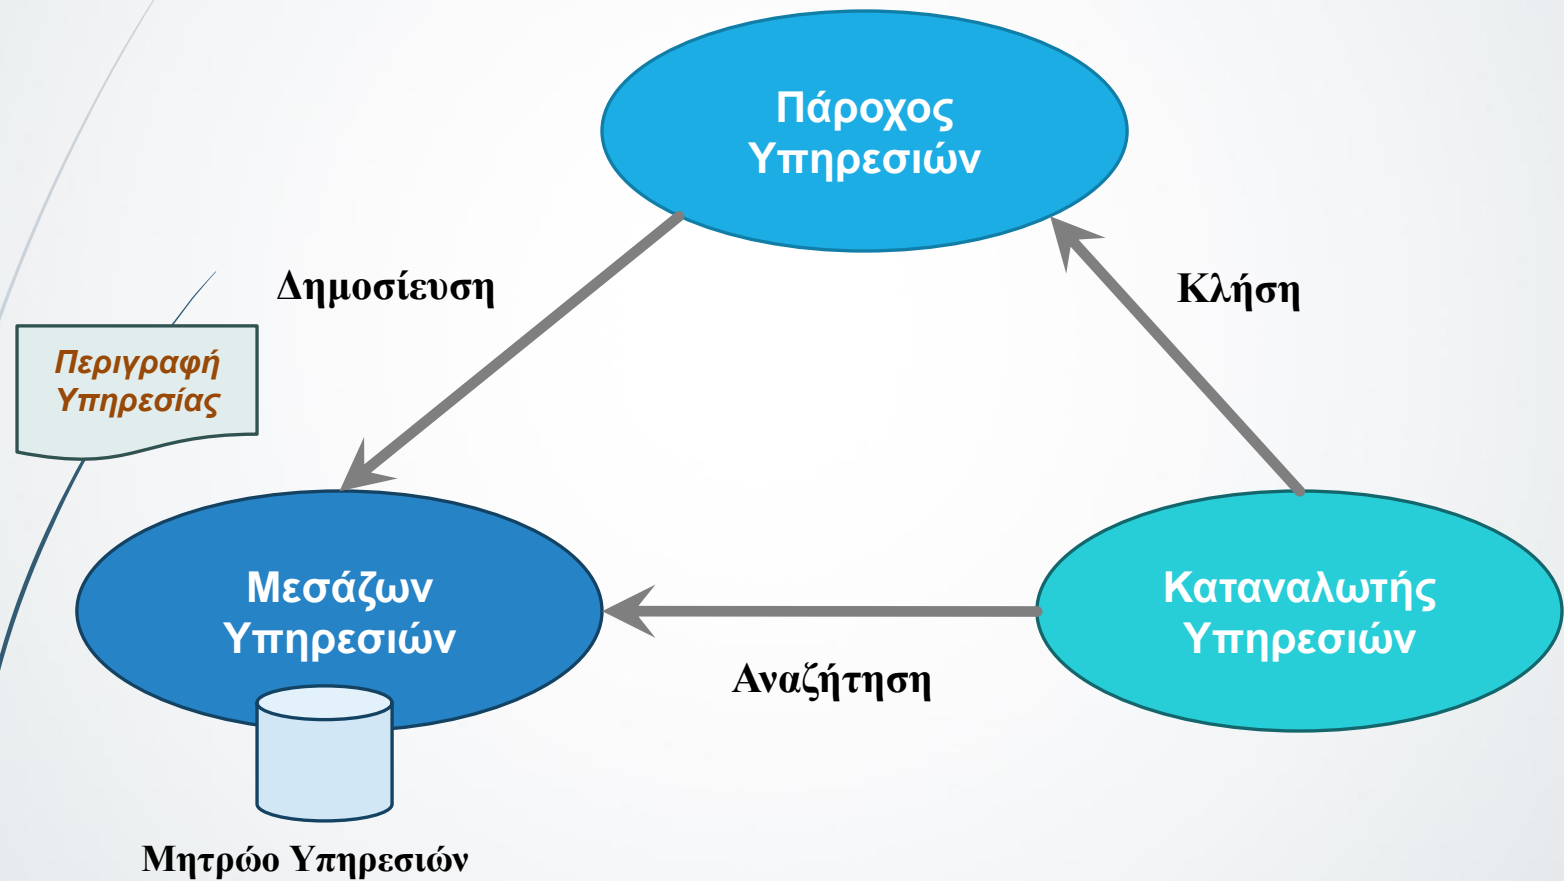 Πάροχος
Υπηρεσιών
Δημοσίευση
Κλήση
Περιγραφή
Υπηρεσίας
Μεσάζων
Υπηρεσιών
Καταναλωτής
Υπηρεσιών
Αναζήτηση
Μητρώο Υπηρεσιών